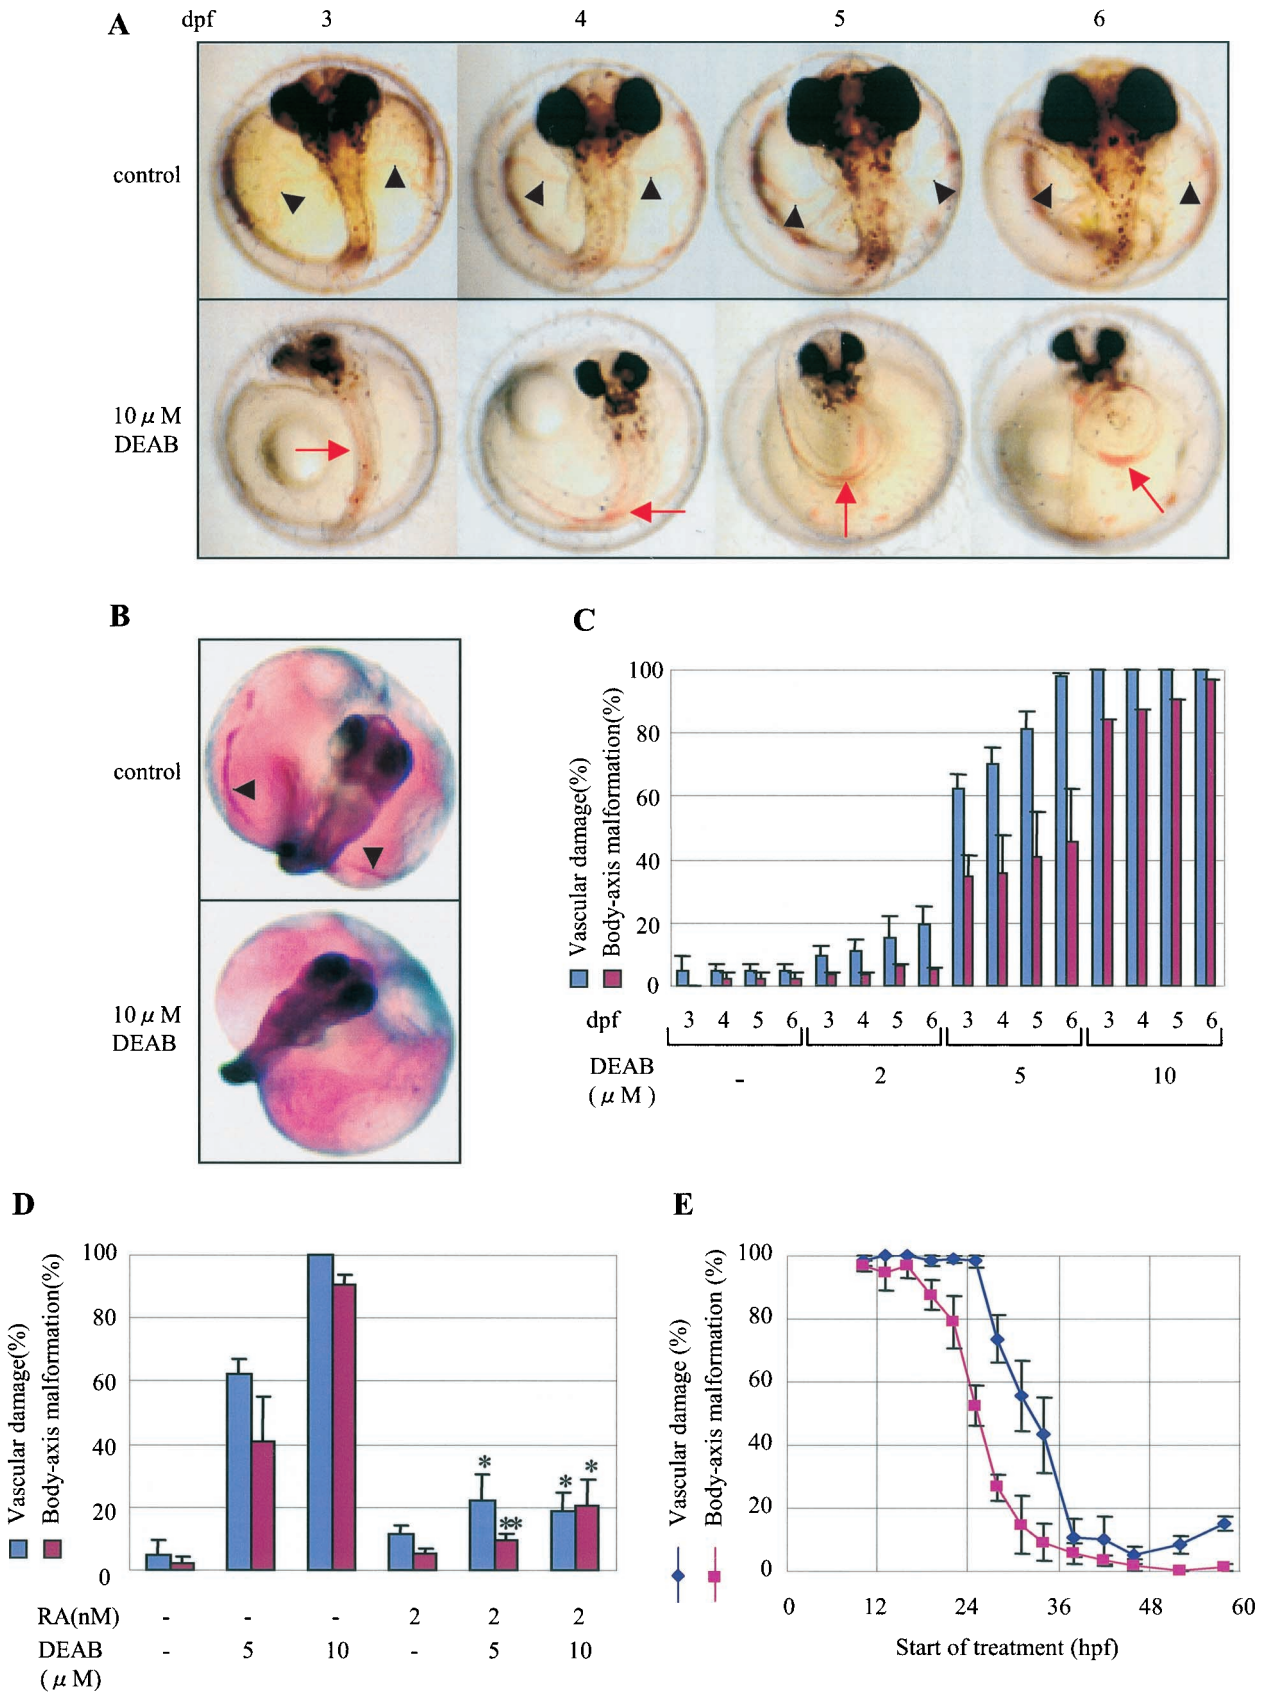 A
dpf 3 4 5 6
control
10 μ M
DEAB
B
control
10 μ M
DEAB
C
Vascular damage(%)
Body-axis malformation(%)
100
80
60
40
20
0
dpf 3 4 5 6 3 4 5 6 3 4 5 6 3 4 5 6
DEAB - 2 5 10
( μ M )
D
Vascular damage(%)
Body-axis malformation(%)
100
80
60
40
20
0
* ** * *
RA(nM) - - - 2 2 2
DEAB - 5 10 - 5 10
( μ M)
E
Vascular damage (%)
Body-axis malformation (%)
100
80
60
40
20
0
0 12 24 36 48 60
Start of treatment (hpf)